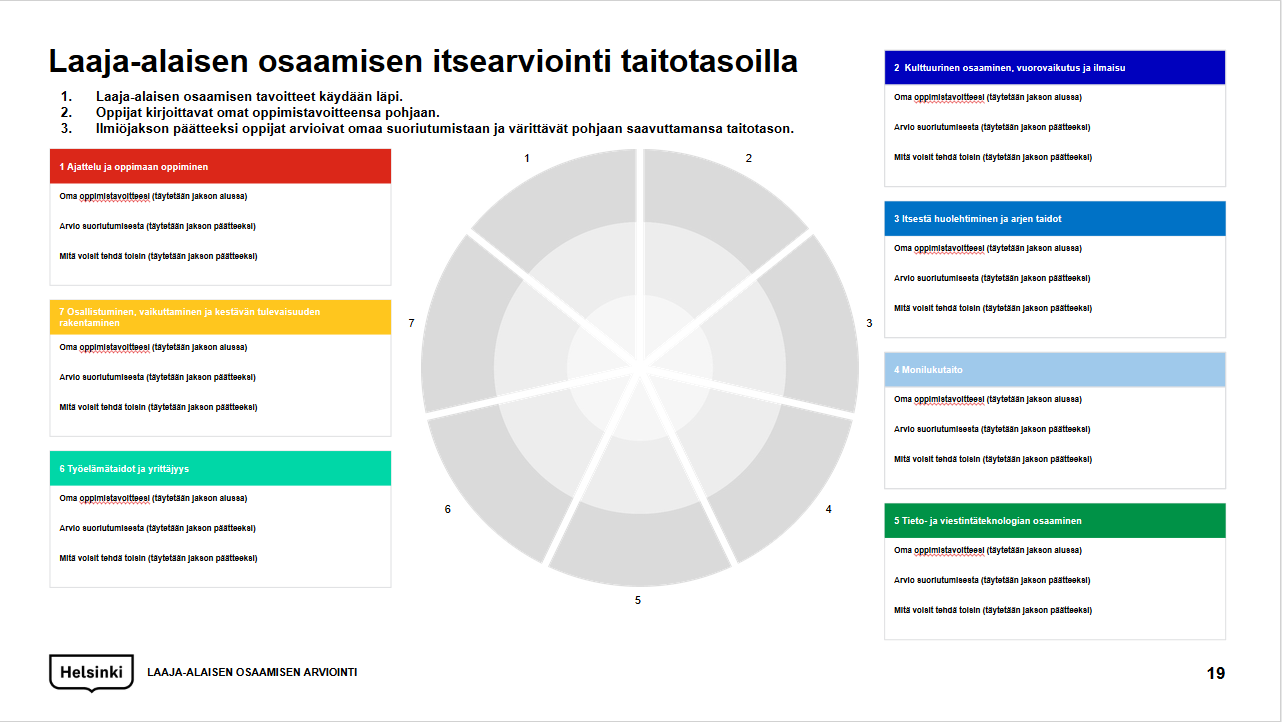 Laaja-alaisen osaamisen itsearviointi taitotasoilla
1. Laaja-alaisen osaamisen tavoitteet käydään läpi.
2. Oppijat kirjoittavat omat oppimistavoitteensa pohjaan.
3. Ilmiöjakson päätteeksi oppijat arvioivat omaa suoriutumistaan ja värittävät pohjaan saavuttamansa taitotason.
1 Ajattelu ja oppimaan oppiminen
Oma oppimistavoitteesi (täytetään jakson alussa)
Arvio suoriutumisesta (täytetään jakson päätteeksi)
Mitä voisit tehdä toisin (täytetään jakson päätteeksi)
7 Osallistuminen, vaikuttaminen ja kestävän tulevaisuuden
rakentaminen
Oma oppimistavoitteesi (täytetään jakson alussa)
Arvio suoriutumisesta (täytetään jakson päätteeksi)
Mitä voisit tehdä toisin (täytetään jakson päätteeksi)
6 Työelämätaidot ja yrittäjyys
Oma oppimistavoitteesi (täytetään jakson alussa)
Arvio suoriutumisesta (täytetään jakson päätteeksi)
Mitä voisit tehdä toisin (täytetään jakson päätteeksi)
1
2
3
4
5
6
7
2 Kulttuurinen osaaminen, vuorovaikutus ja ilmaisu
Oma oppimistavoitteesi (täytetään jakson alussa)
Arvio suoriutumisesta (täytetään jakson päätteeksi)
Mitä voisit tehdä toisin (täytetään jakson päätteeksi)
3 Itsestä huolehtiminen ja arjen taidot
Oma oppimistavoitteesi (täytetään jakson alussa)
Arvio suoriutumisesta (täytetään jakson päätteeksi)
Mitä voisit tehdä toisin (täytetään jakson päätteeksi)
4 Monilukutaito
Oma oppimistavoitteesi (täytetään jakson alussa)
Arvio suoriutumisesta (täytetään jakson päätteeksi)
Mitä voisit tehdä toisin (täytetään jakson päätteeksi)
5 Tieto- ja viestintäteknologian osaaminen
Oma oppimistavoitteesi (täytetään jakson alussa)
Arvio suoriutumisesta (täytetään jakson päätteeksi)
Mitä voisit tehdä toisin (täytetään jakson päätteeksi)
Helsinki
LAAJA-ALAISEN OSAAMISEN ARVIOINTI
19